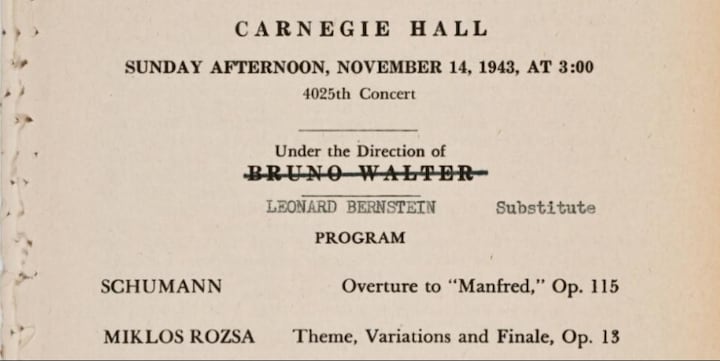 CARNEGIE HALL
SUNDAY AFTERNOON, NOVEMBER 14, 1943, AT 3:00
4025th Concert
Under the Direction of
BRUNO WALTER
LEONARD BERNSTEIN Substitute
PROGRAM
SCHUMANN Overture to "Manfred," Op. 115
MIKLOS ROZSA Theme, Variations and Finale, Op. 13